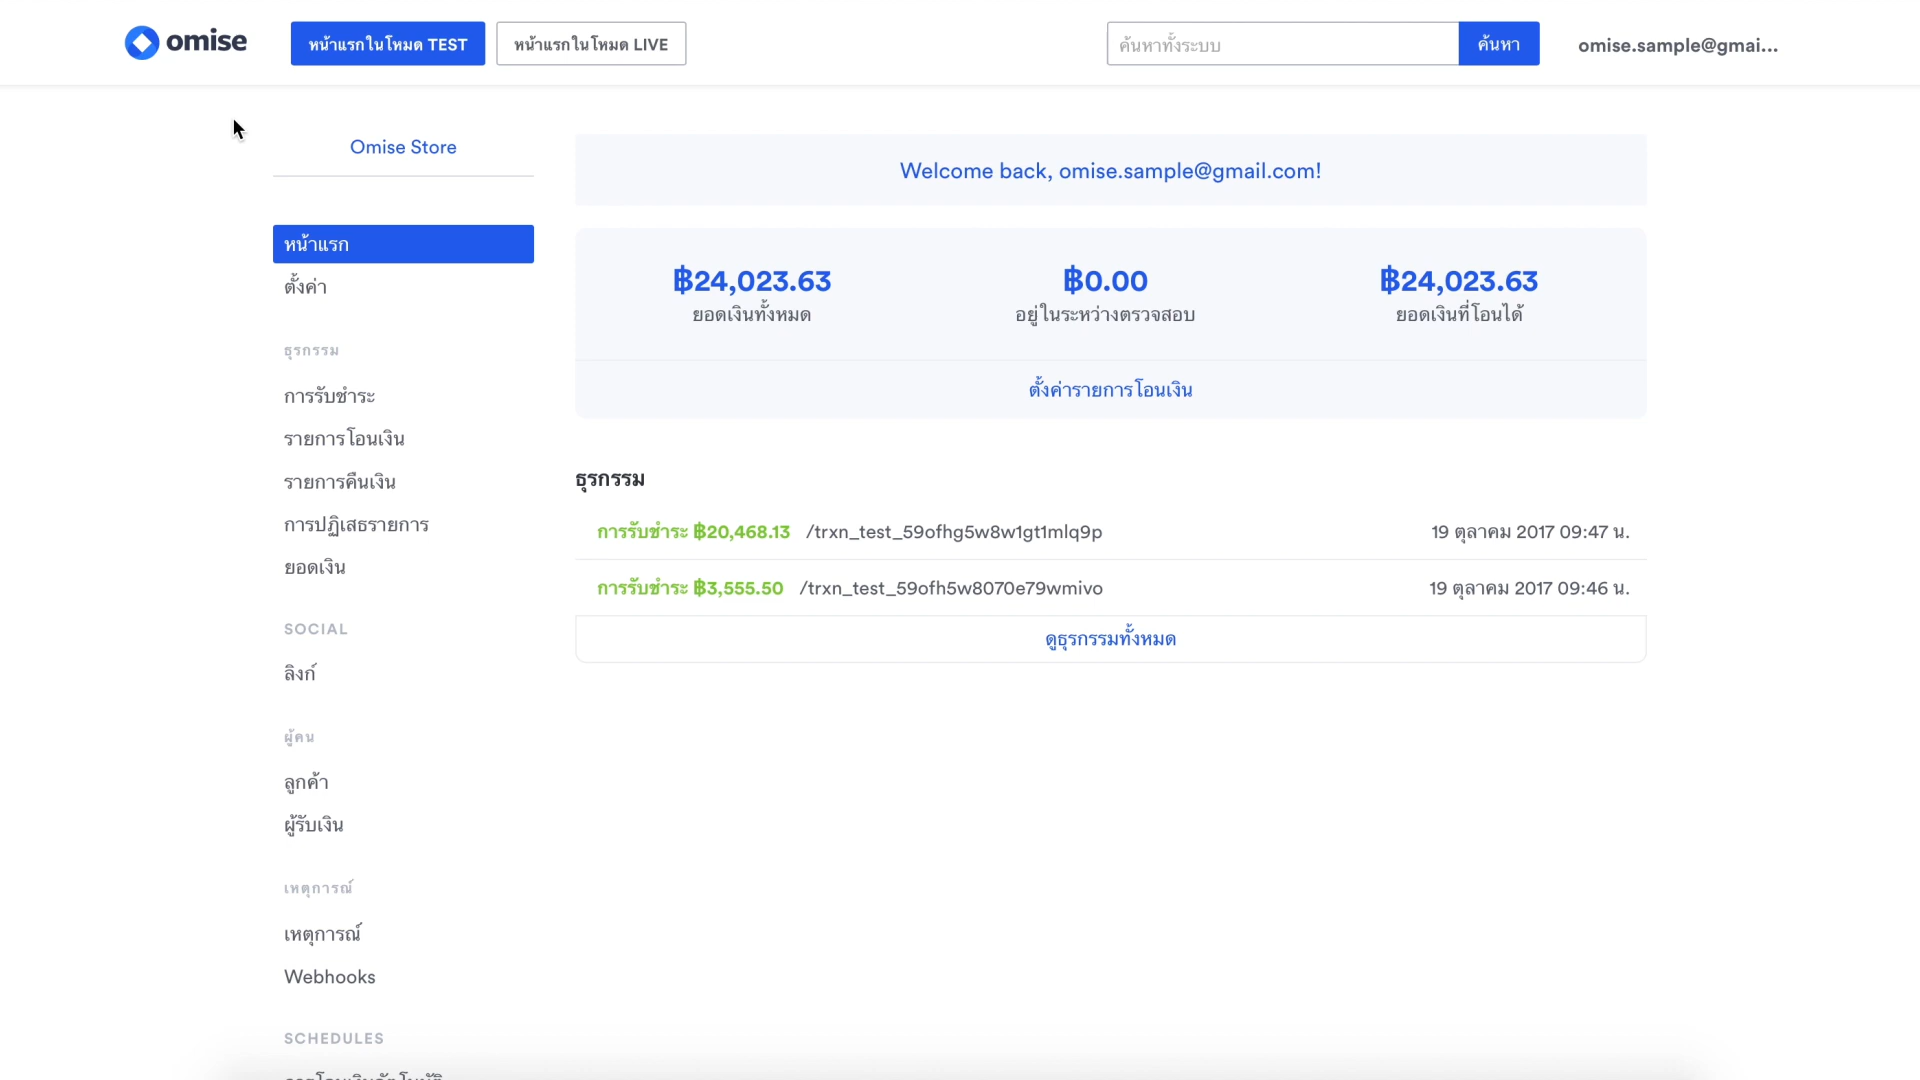 omise
หน้าแรกในโหมด TEST
หน้าแรกในโหมด LIVE
ค้นหาทั้งระบบ
ค้นหา
omise.sample@gmai...
Omise Store
หน้าแรก
ตั้งค่า
ธุรกรรม
การรับชำระ
รายการโอนเงิน
รายการคืนเงิน
การปฏิเสธรายการ
ยอดเงิน
SOCIAL
ลิงก์
ผู้คน
ลูกค้า
ผู้รับเงิน
เหตุการณ์
เหตุการณ์
Webhooks
SCHEDULES
Welcome back, omise.sample@gmail.com!
฿24,023.63
ยอดเงินทั้งหมด
฿0.00
อยู่ในระหว่างตรวจสอบ
฿24,023.63
ยอดเงินที่โอนได้
ตั้งค่ารายการโอนเงิน
ธุรกรรม
การรับชำระ ฿20,468.13 /trxn_test_59ofhg5w8w1gt1mlq9p 19 ตุลาคม 2017 09:47 น.
การรับชำระ ฿3,555.50 /trxn_test_59ofh5w8070e79wmivo 19 ตุลาคม 2017 09:46 น.
ดูธุรกรรมทั้งหมด